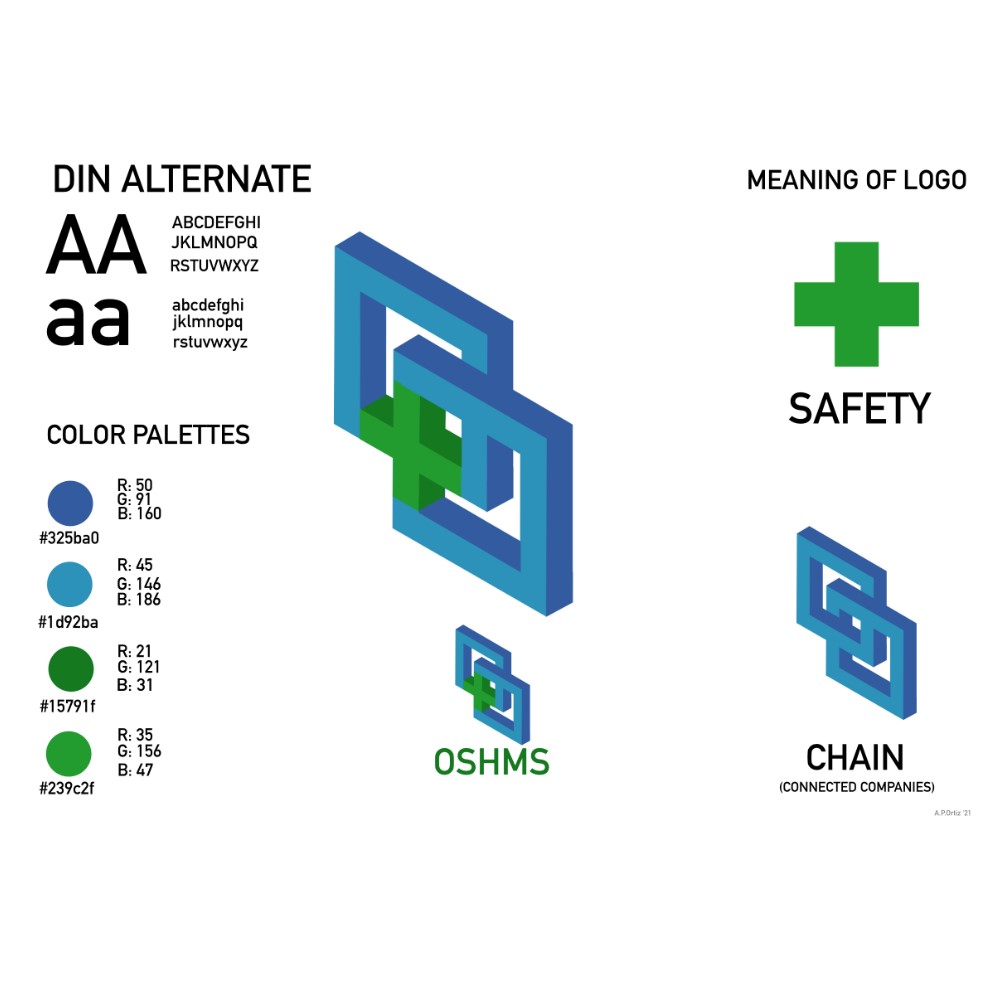 DIN ALTERNATE
AA
ABCDEFGHI
JKLMNOPQ
RSTUVWXYZ
aa
abcdefghi
jklmnopq
rstuvwxyz
COLOR PALETTES
R: 50
G: 91
B: 160
#325ba0
R: 45
G: 146
B: 186
#1d92ba
R: 21
G: 121
B: 31
#15791f
R: 35
G: 156
B: 47
#239c2f
OSHMS
MEANING OF LOGO
SAFETY
CHAIN
(CONNECTED COMPANIES)
A.P.Ortiz '21